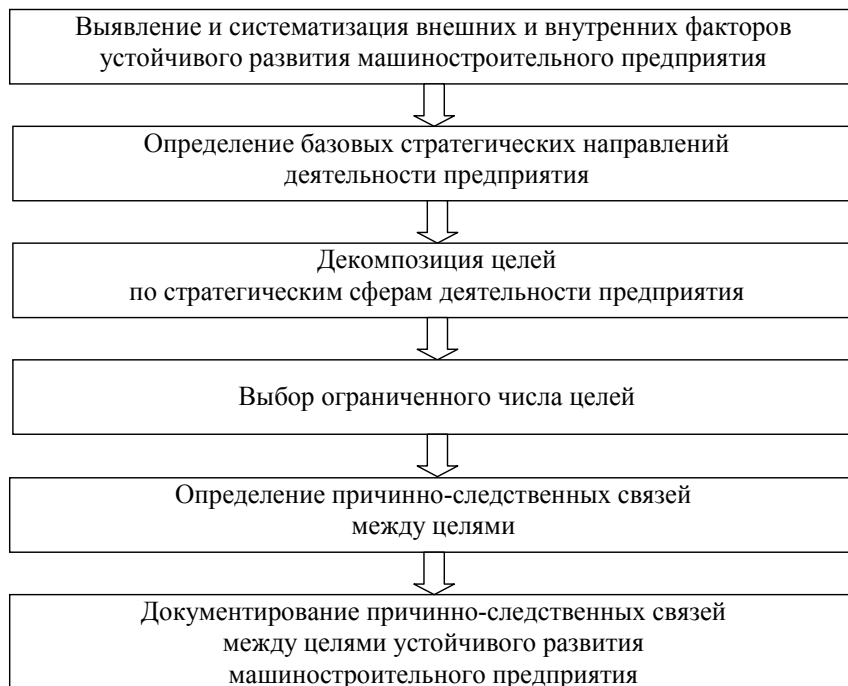 Выявление и систематизация внешних и внутренних факторов
устойчивого развития машиностроительного предприятия
Определение базовых стратегических направлений
деятельности предприятия
Декомпозиция целей
по стратегическим сферам деятельности предприятия
Выбор ограниченного числа целей
Определение причинно-следственных связей
между целями
Документирование причинно-следственных связей
между целями устойчивого развития
машиностроительного предприятия